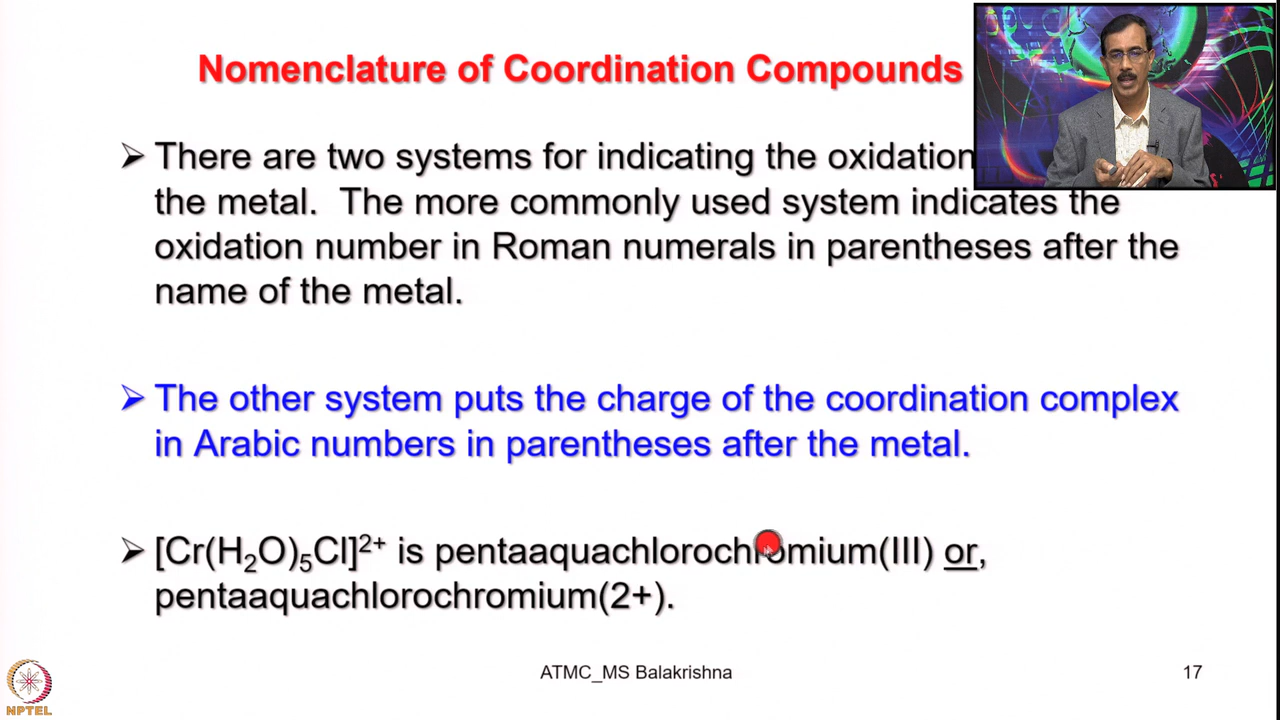 Nomenclature of Coordination Compounds
➢ There are two systems for indicating the oxidation
the metal. The more commonly used system indicates the
oxidation number in Roman numerals in parentheses after the
name of the metal.
➢ The other system puts the charge of the coordination complex
in Arabic numbers in parentheses after the metal.
➢ [Cr(H₂O)₅Cl]²⁺ is pentaaquachlorochromium(III) or,
pentaaquachlorochromium(2+).
NPTEL
ATMC_MS Balakrishna
17